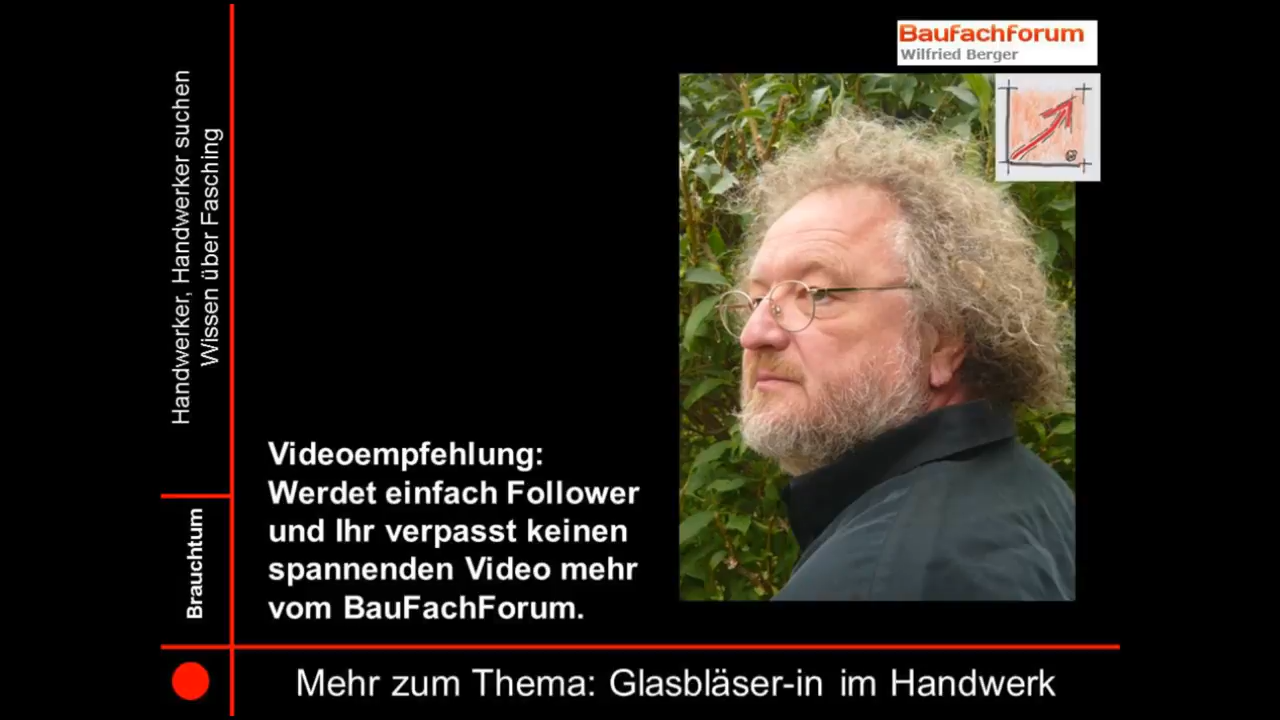 BauFachForum
Wilfried Berger
Handwerker, Handwerker suchen
Wissen über Fasching
Videoempfehlung:
Werdet einfach Follower
und Ihr verpasst keinen
spannenden Video mehr
vom BauFachForum.
Brauchtum
Mehr zum Thema: Glasbläser-in im Handwerk